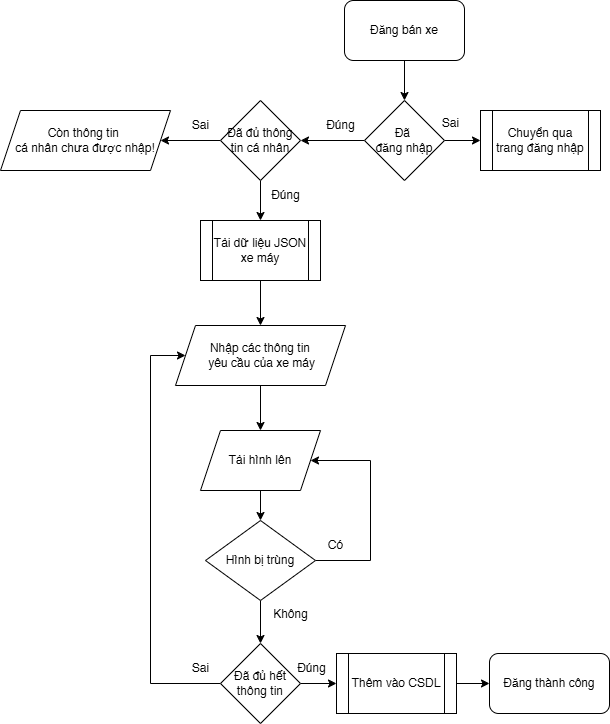 Đăng bán xe
Còn thông tin
cá nhân chưa được nhập!
Sai
Đã đủ thông
tin cá nhân
Đúng
Đã
đăng nhập
Sai
Chuyển qua
trang đăng nhập
Đúng
Tải dữ liệu JSON
xe máy
Nhập các thông tin
yêu cầu của xe máy
Tải hình lên
Hình bị trùng
Có
Không
Sai
Đã đủ hết
thông tin
Đúng
Thêm vào CSDL
Đăng thành công